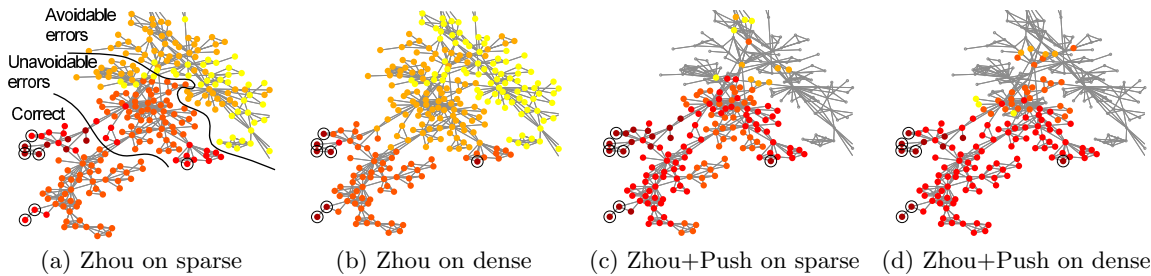 Avoidable
errors
Unavoidable
errors
Correct
(a) Zhou on sparse
(b) Zhou on dense
(c) Zhou+Push on sparse
(d) Zhou+Push on dense